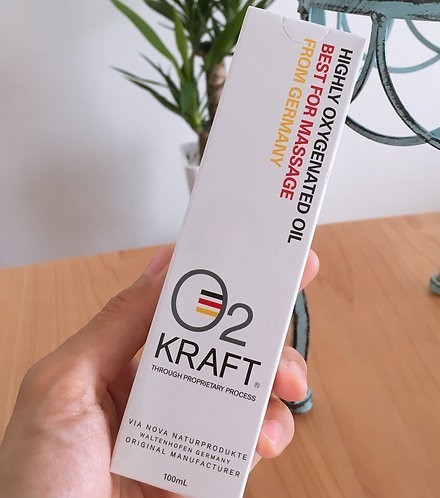 HIGHLY OXYGENATED OIL
BEST FOR MASSAGE
FROM GERMANY
O2
KRAFT®
THROUGH PROPRIETARY PROCESS
VIA NOVA NATURPRODUKTE
WALTENHOFEN GERMANY
ORIGINAL MANUFACTURER
100mL